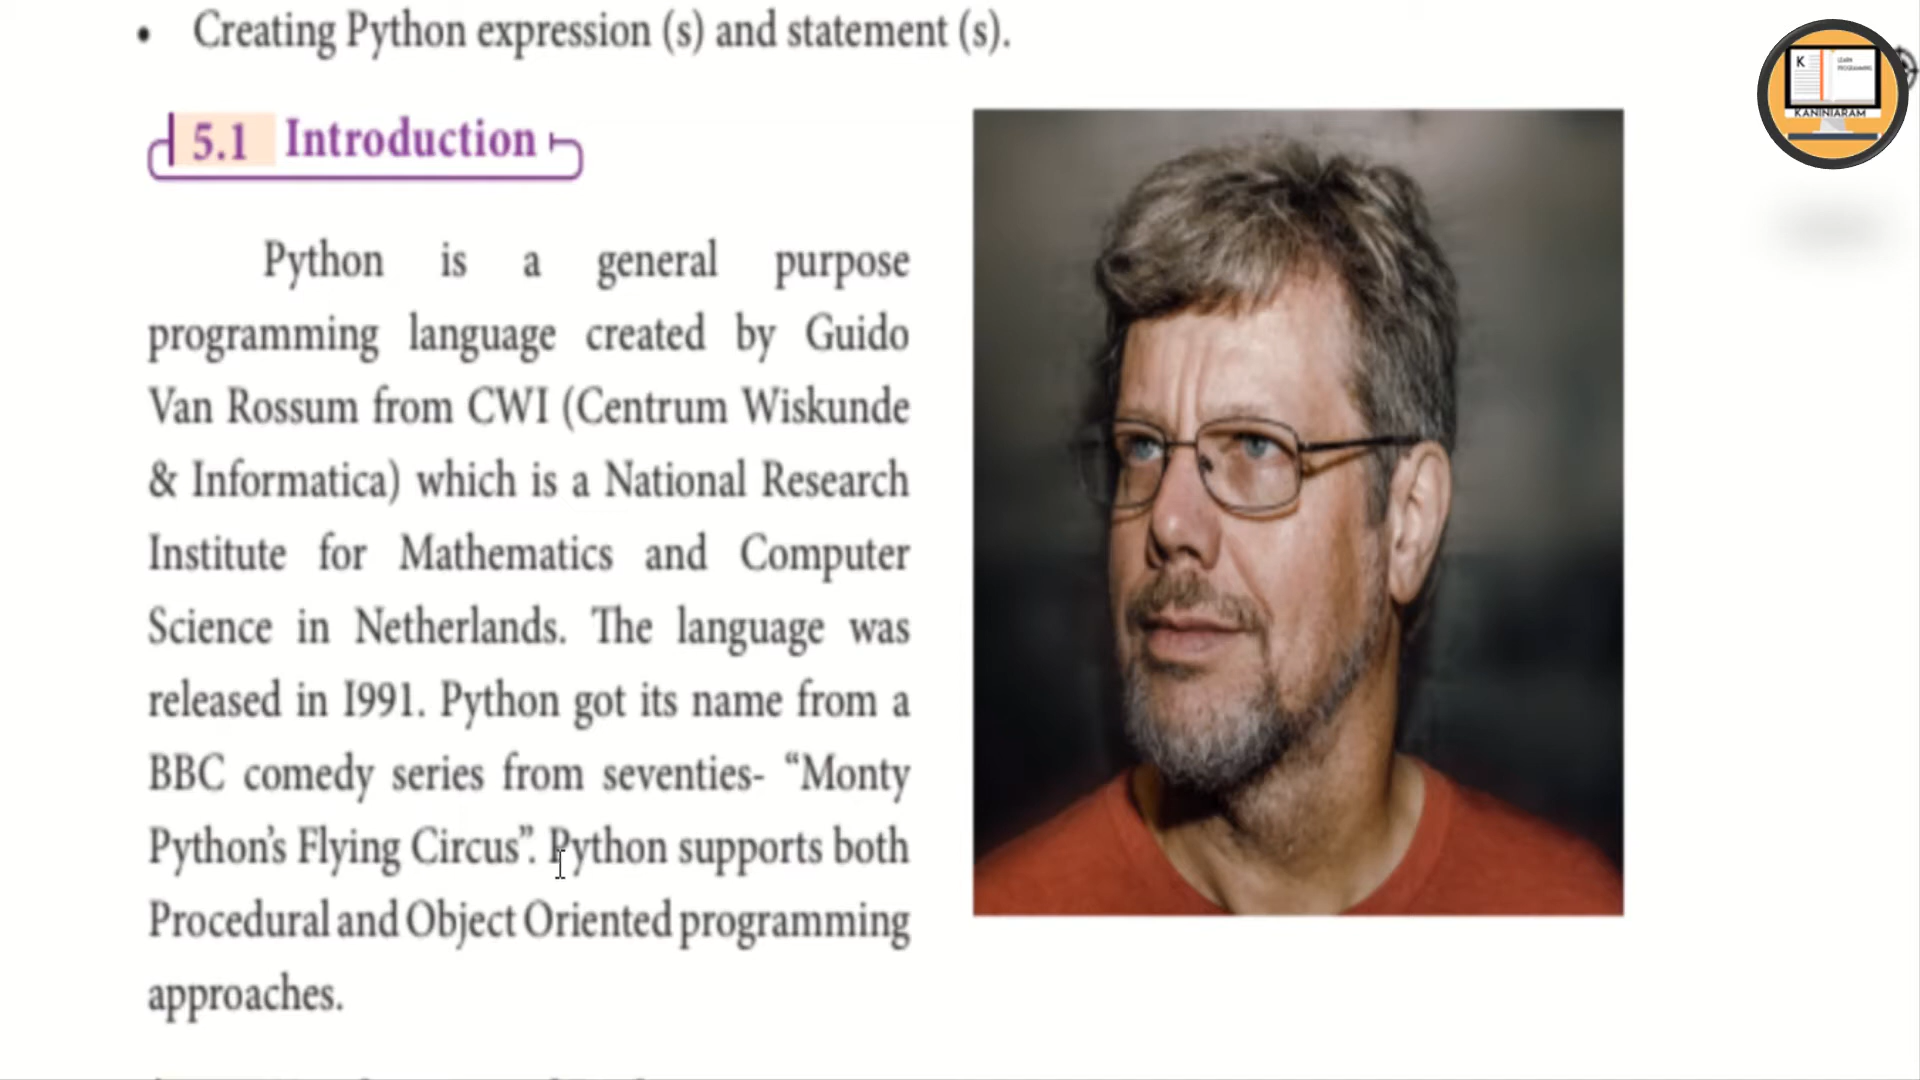 • Creating Python expression (s) and statement (s).
5.1 Introduction
Python is a general purpose
programming language created by Guido
Van Rossum from CWI (Centrum Wiskunde
& Informatica) which is a National Research
Institute for Mathematics and Computer
Science in Netherlands. The language was
released in I991. Python got its name from a
BBC comedy series from seventies- “Monty
Python’s Flying Circus”. Python supports both
Procedural and Object Oriented programming
approaches.
K
LEARN
PROGRAMMING
KANINIARAM